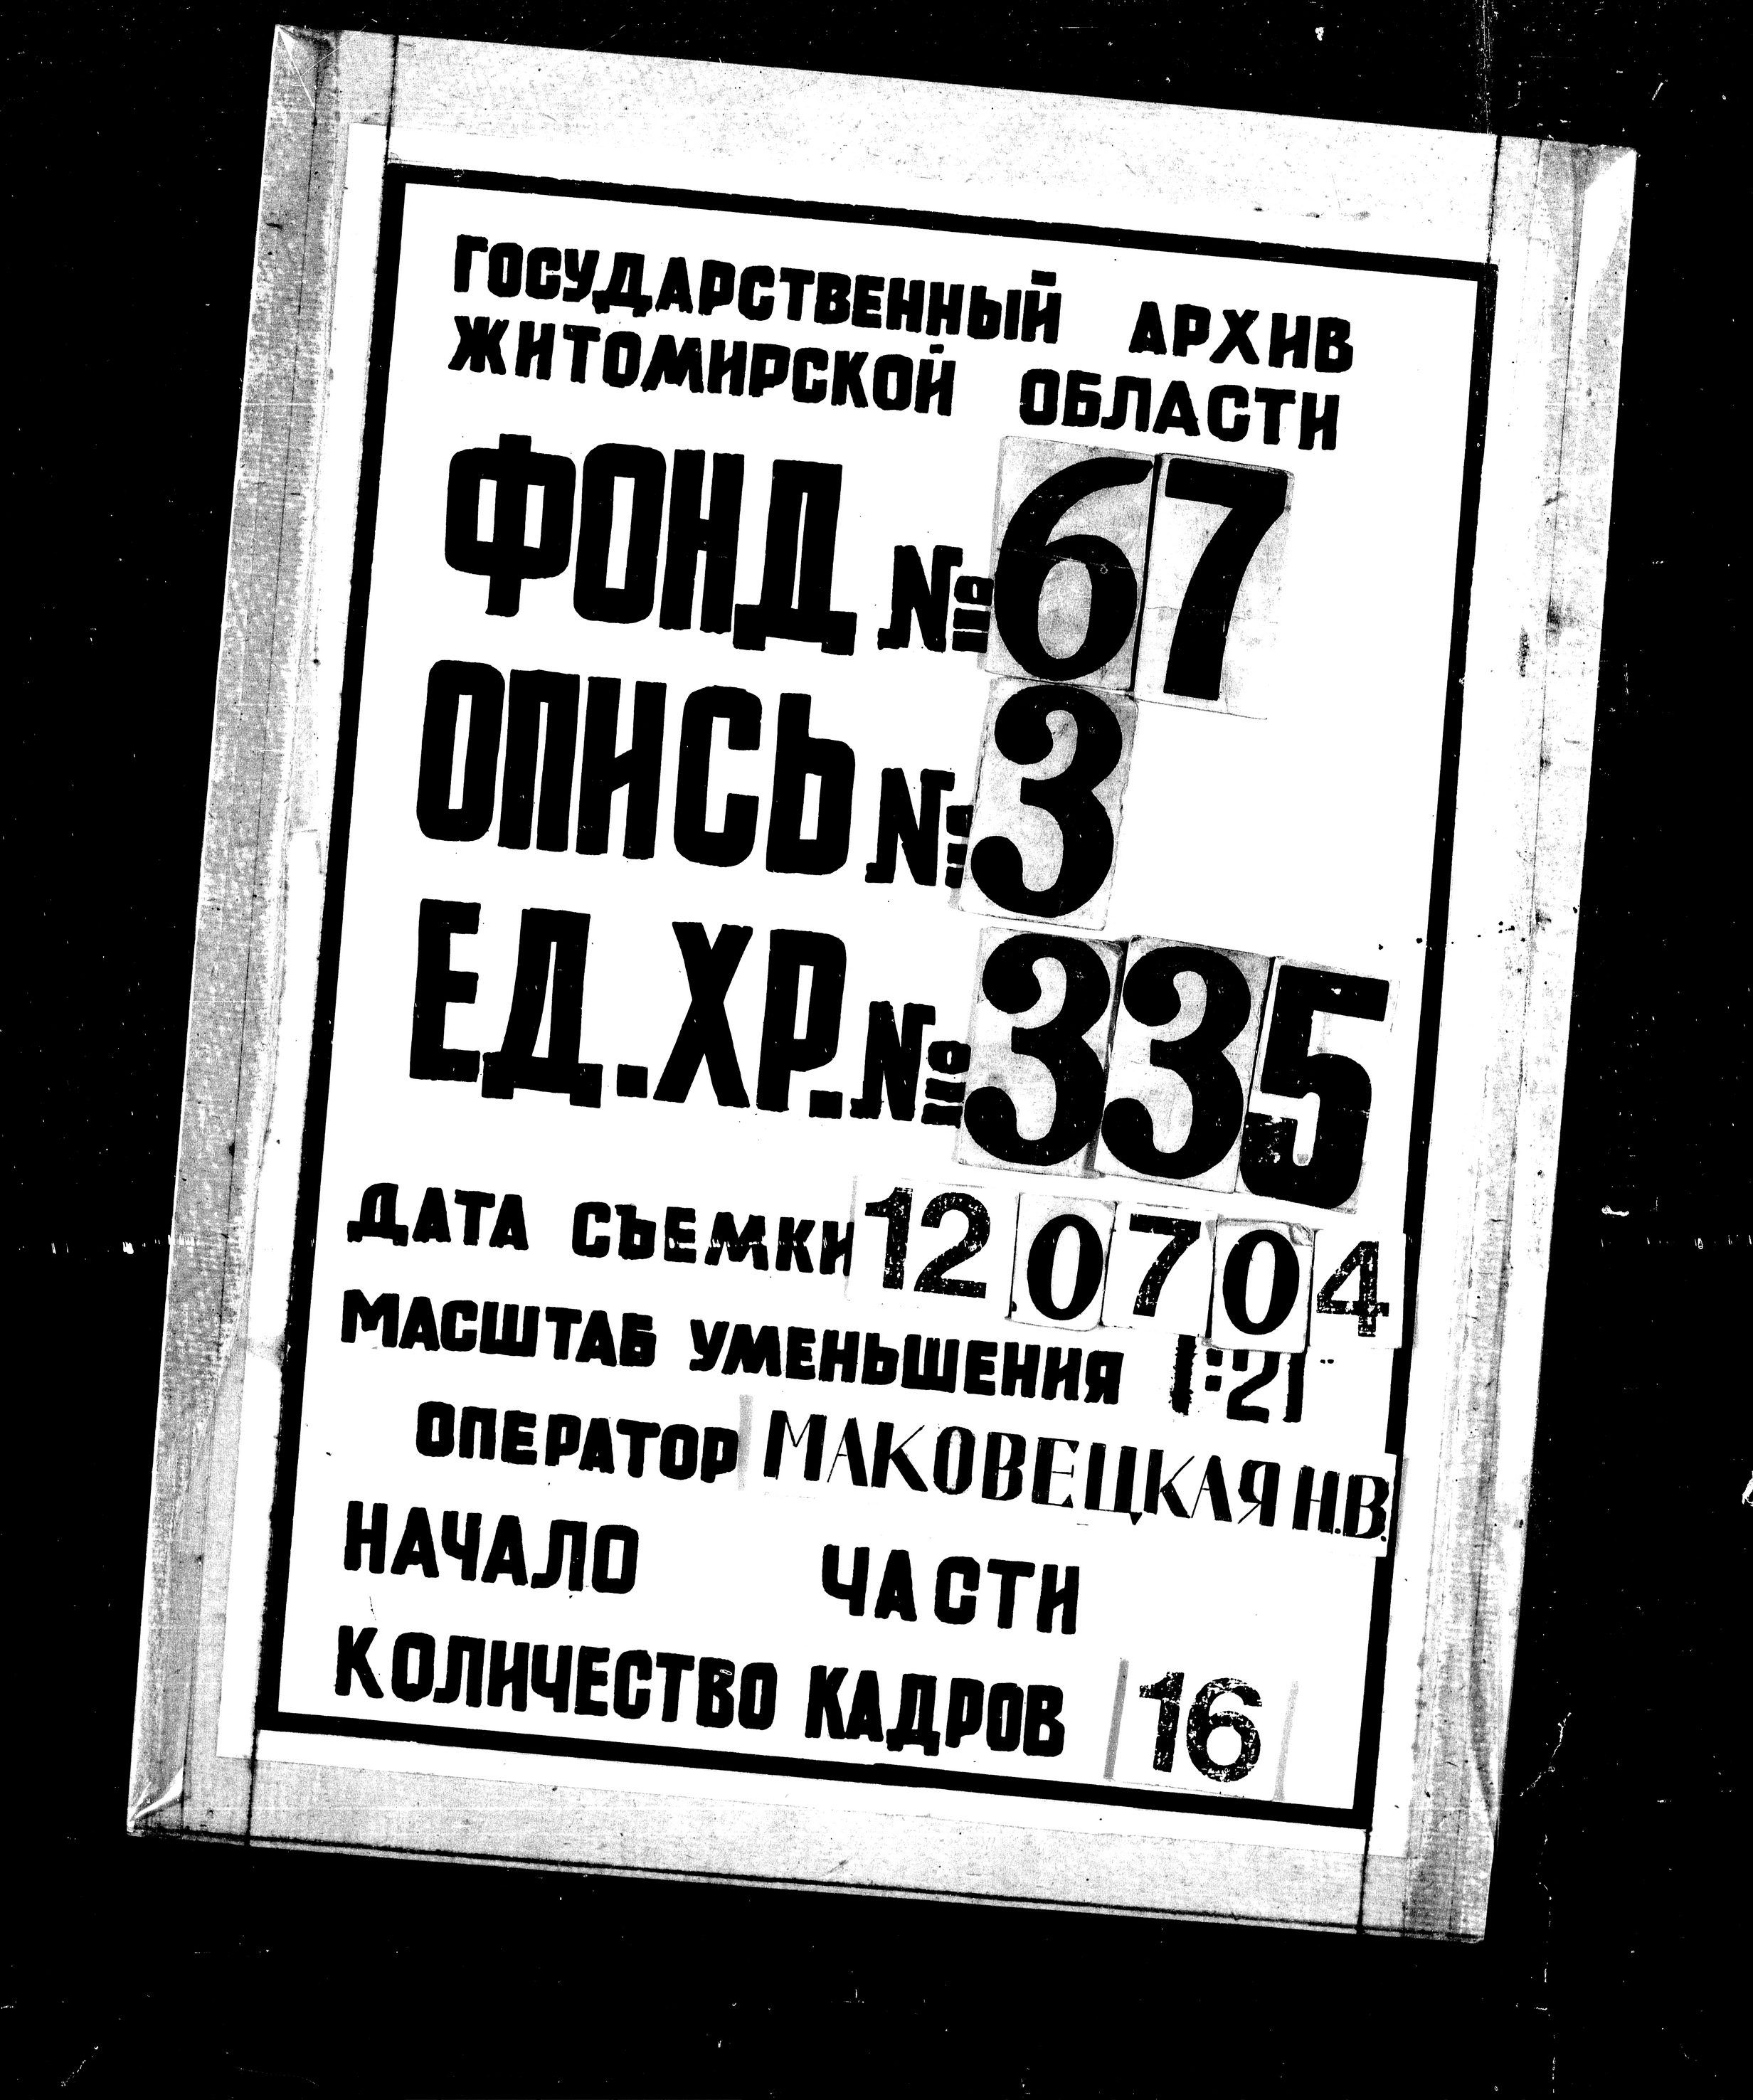 ГОСУДАРСТВЕННЫЙ АРХИВ
ЖИТОМИРСКОЙ ОБЛАСТИ
ФОНД № 67
ОПИСЬ № 3
ЕД.ХР. № 335
ДАТА СЪЕМКИ 12 07 04
МАСШТАБ УМЕНЬШЕНИЯ 1:21
ОПЕРАТОР МАКОВЕЦКАЯ Н.В.
НАЧАЛО ЧАСТИ
КОЛИЧЕСТВО КАДРОВ 16